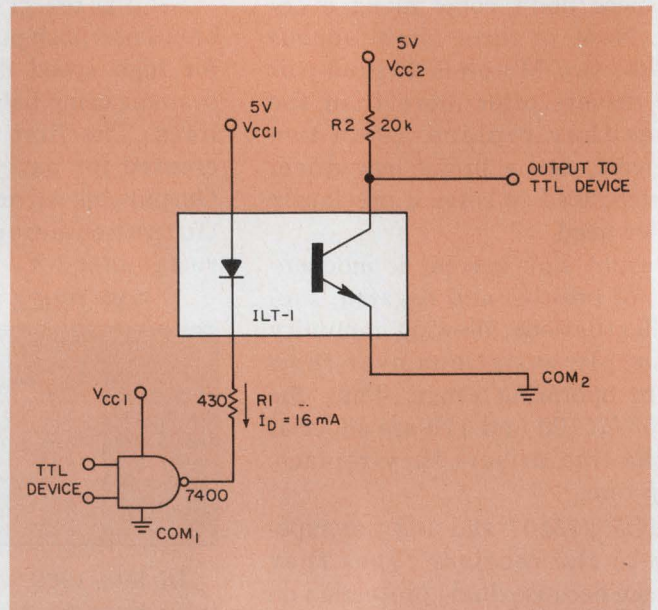 5V
VCC2
5V
VCC1
R2 20k
OUTPUT TO
TTL DEVICE
ILT-1
COM2
VCC1
430 R1
ID = 16 mA
TTL
DEVICE
7400
COM1